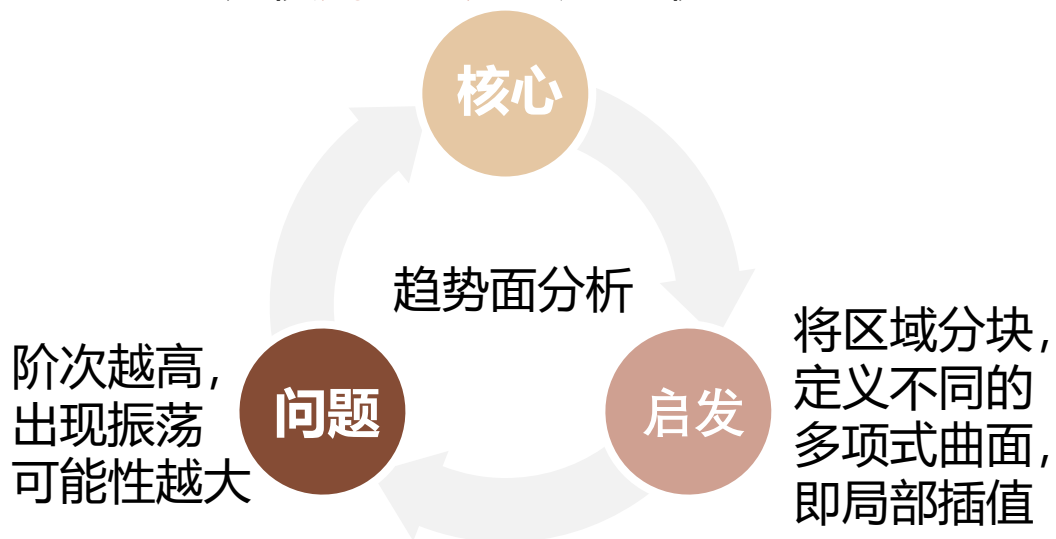 核心
趋势面分析
将区域分块，
定义不同的
多项式曲面，
即局部插值
启发
阶次越高，
出现振荡
可能性越大
问题